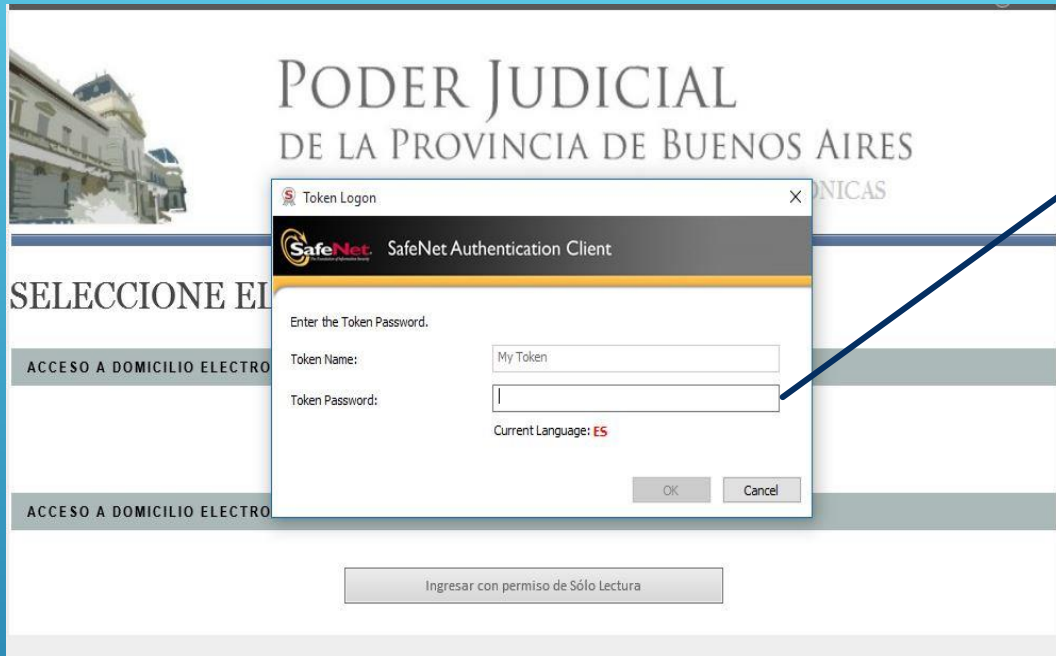 PODER JUDICIAL
DE LA PROVINCIA DE BUENOS AIRES
Token Logon
SafeNet. SafeNet Authentication Client
SELECCIONE EL
Enter the Token Password.
Token Name: My Token
ACCESO A DOMICILIO ELECTRO
Token Password:
Current Language: ES
OK Cancel
ACCESO A DOMICILIO ELECTRO
Ingresar con permiso de Sólo Lectura